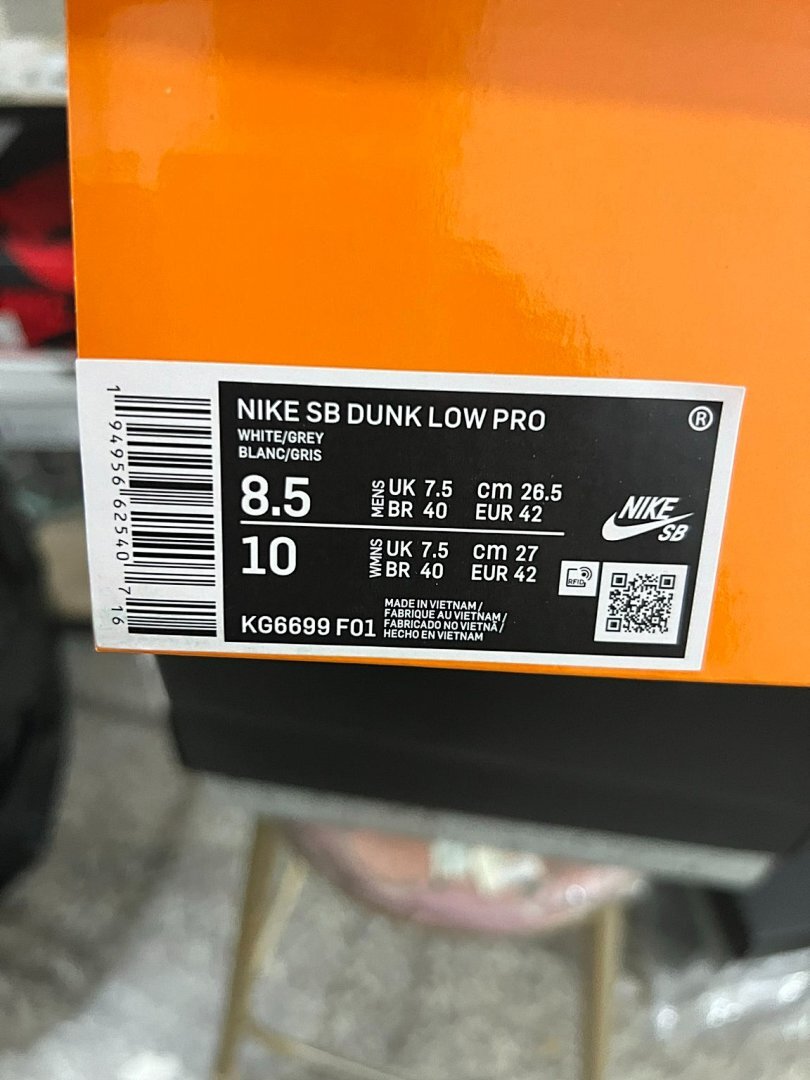 NIKE SB DUNK LOW PRO
®
WHITE/GREY
BLANC/GRIS
8.5
MENS
UK 7.5 cm 26.5
BR 40 EUR 42
10
WMNS
UK 7.5 cm 27
BR 40 EUR 42
NIKE
SB
RFID
KG6699 F01
MADE IN VIETNAM /
FABRIQUE AU VIETNAM /
FABRICADO NO VIETNÃ /
HECHO EN VIETNAM
1 94956 62540 7 16